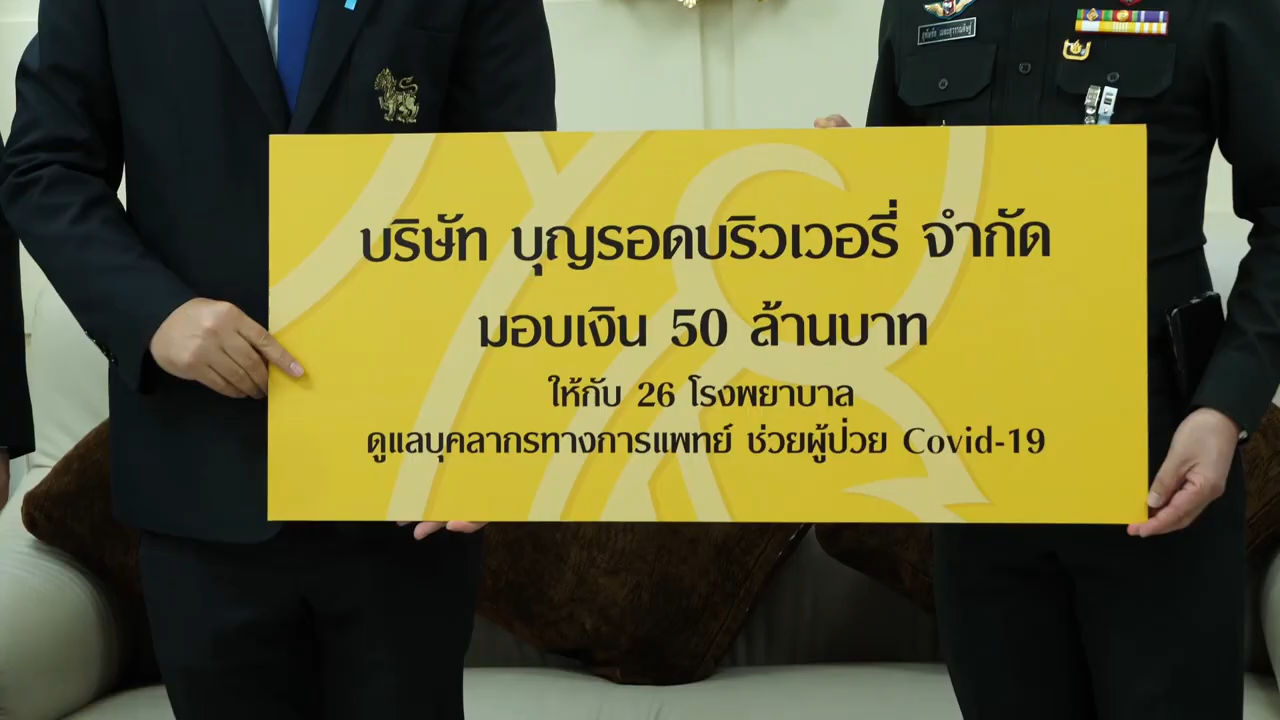 บริษัท บุญรอดบริวเวอรี่ จำกัด
มอบเงิน 50 ล้านบาท
ให้กับ 26 โรงพยาบาล
ดูแลบุคลากรทางการแพทย์ ช่วยผู้ป่วย Covid-19